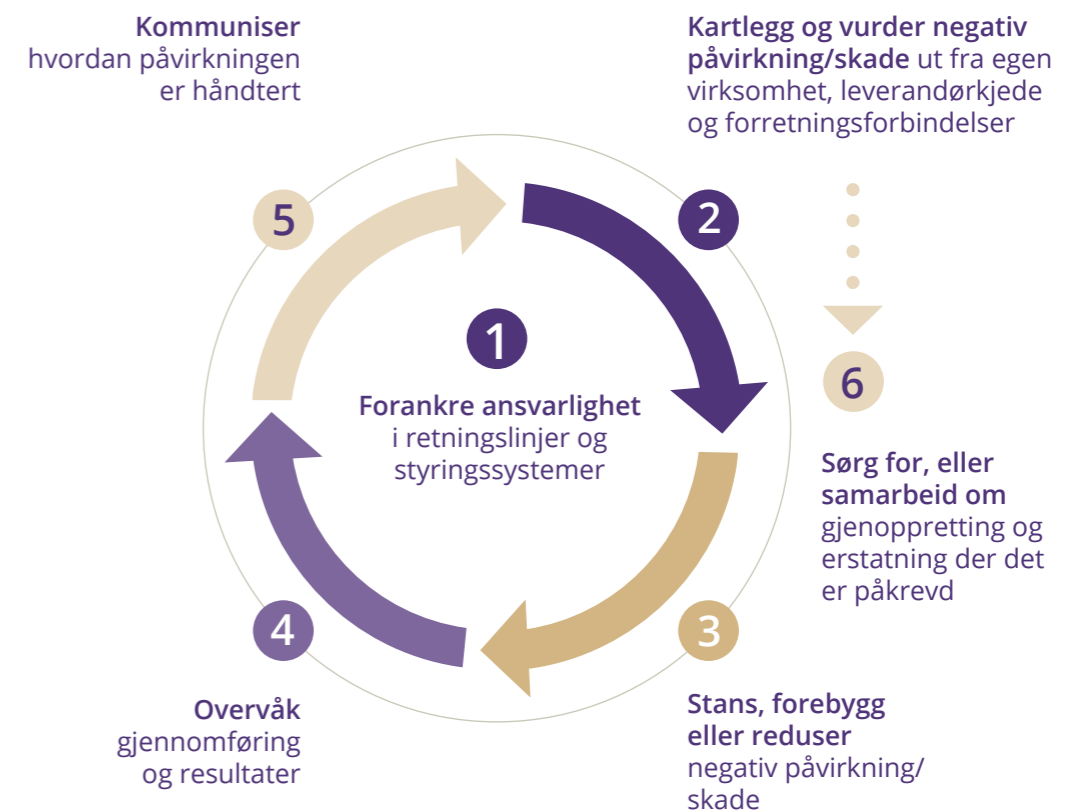 Kommuniser
hvordan påvirkningen
er håndtert
5
Kartlegg og vurder negativ
påvirkning/skade ut fra egen
virksomhet, leverandørkjede
og forretningsforbindelser
2
1
Forankre ansvarlighet
i retningslinjer og
styringssystemer
6
Sørg for, eller
samarbeid om
gjenoppretting og
erstatning der det
er påkrevd
4
Overvåk
gjennomføring
og resultater
3
Stans, forebygg
eller reduser
negativ påvirkning/
skade